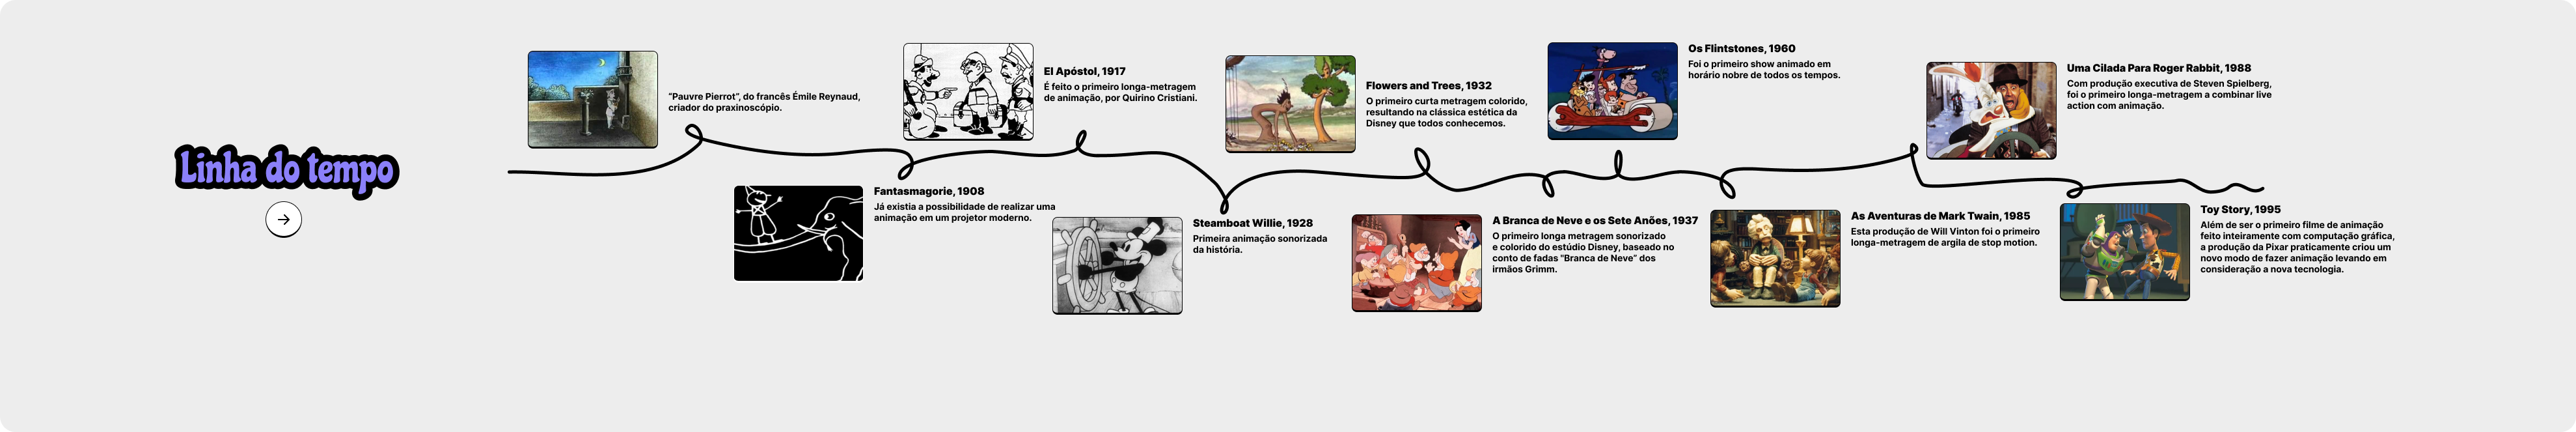 Linha do tempo
“Pauvre Pierrot”, do francês Émile Reynaud,
criador do praxinoscópio.
Fantasmagorie, 1908
Já existia a possibilidade de realizar uma
animação em um projetor moderno.
El Apóstol, 1917
É feito o primeiro longa-metragem
de animação, por Quirino Cristiani.
Steamboat Willie, 1928
Primeira animação sonorizada
da história.
Flowers and Trees, 1932
O primeiro curta metragem colorido,
resultando na clássica estética da
Disney que todos conhecemos.
A Branca de Neve e os Sete Anões, 1937
O primeiro longa metragem sonorizado
e colorido do estúdio Disney, baseado no
conto de fadas “Branca de Neve” dos
irmãos Grimm.
Os Flintstones, 1960
Foi o primeiro show animado em
horário nobre de todos os tempos.
As Aventuras de Mark Twain, 1985
Esta produção de Will Vinton foi o primeiro
longa-metragem de argila de stop motion.
Uma Cilada Para Roger Rabbit, 1988
Com produção executiva de Steven Spielberg,
foi o primeiro longa-metragem a combinar live
action com animação.
Toy Story, 1995
Além de ser o primeiro filme de animação
feito inteiramente com computação gráfica,
a produção da Pixar praticamente criou um
novo modo de fazer animação levando em
consideração a nova tecnologia.